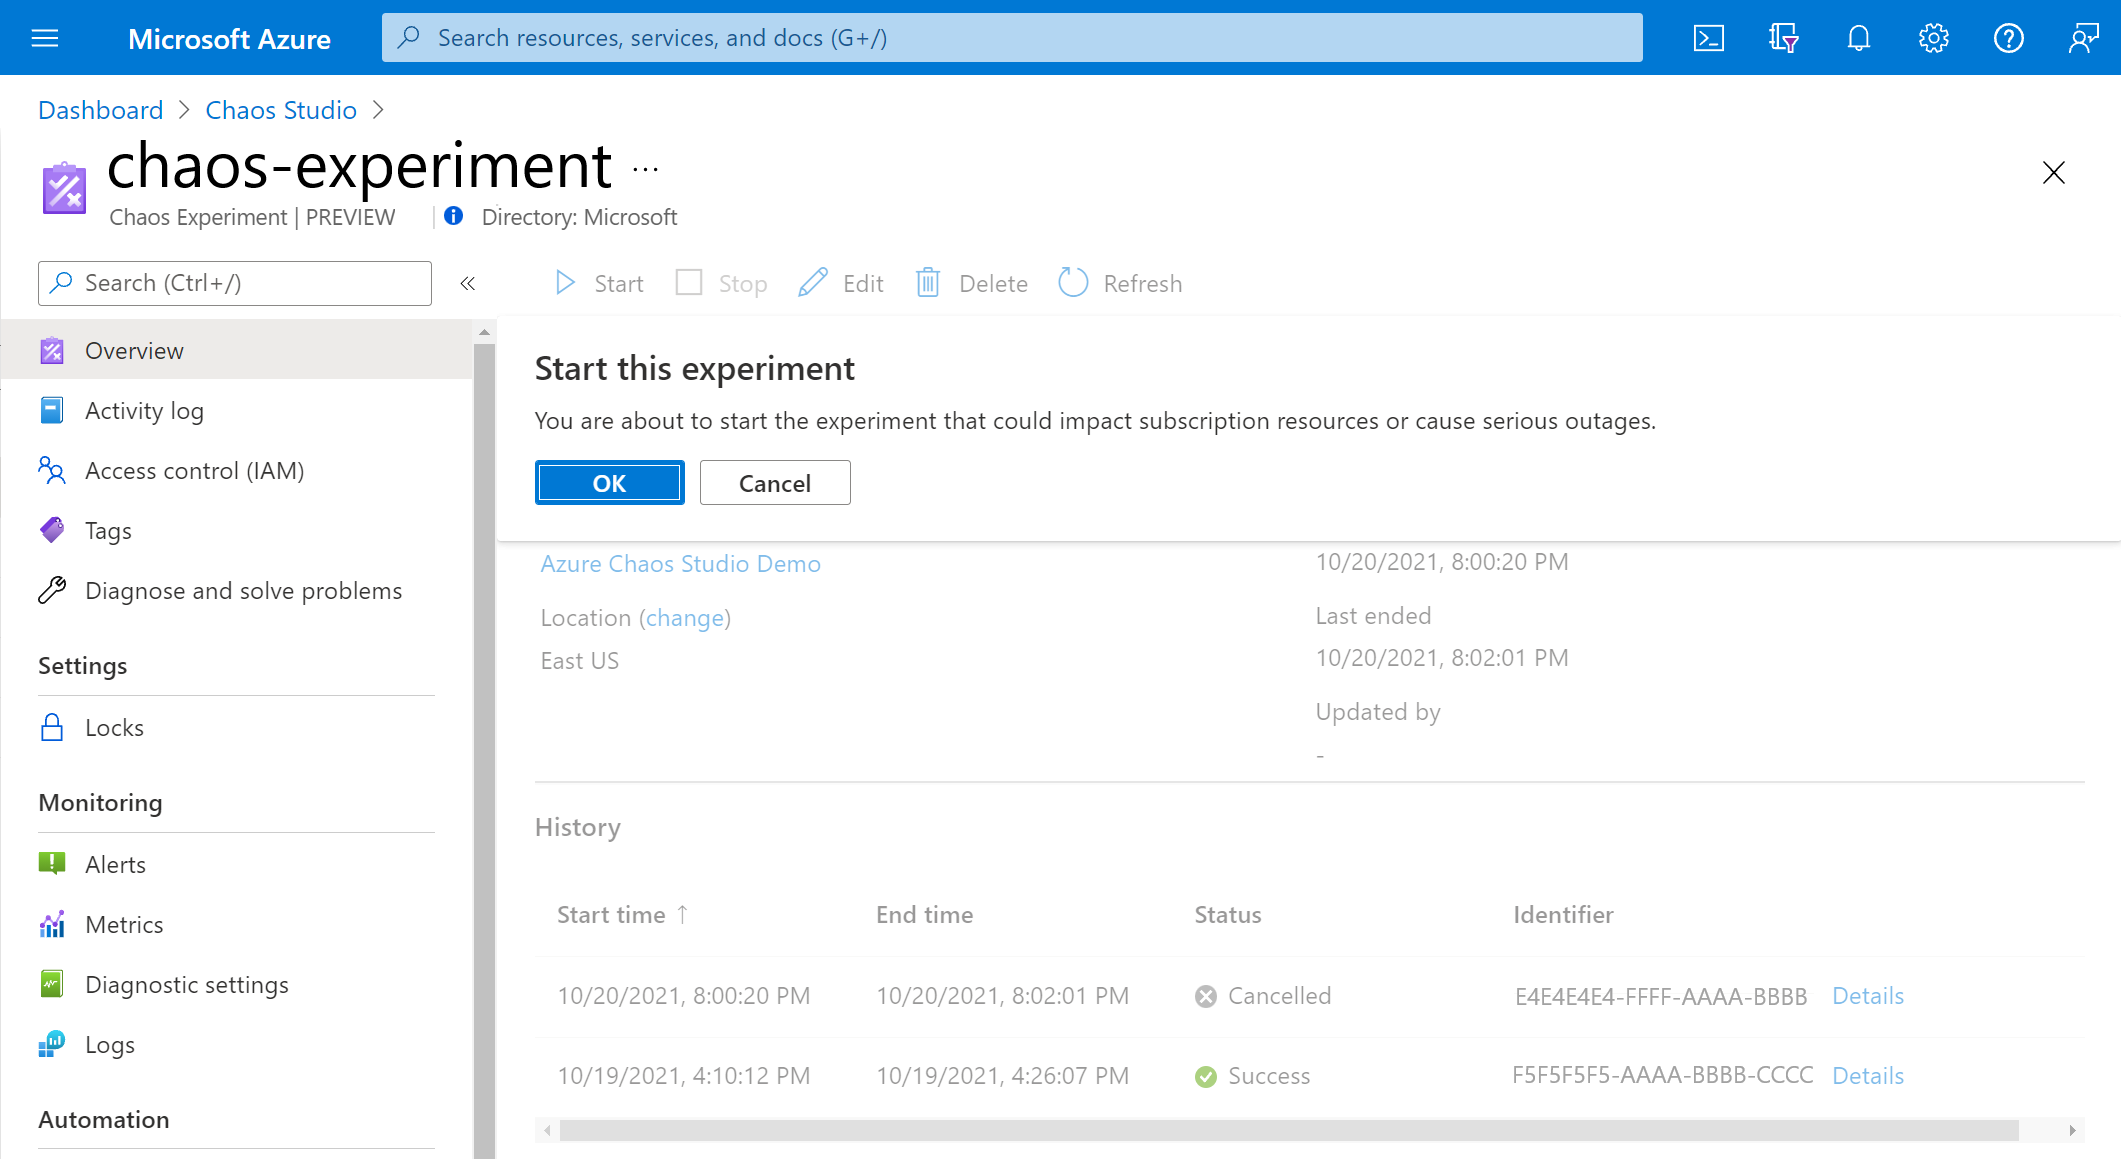 Microsoft Azure
Search resources, services, and docs (G+/)
Dashboard > Chaos Studio >
chaos-experiment ...
Chaos Experiment | PREVIEW
Directory: Microsoft
Search (Ctrl+/)
«
Start
Stop
Edit
Delete
Refresh
Overview
Activity log
Access control (IAM)
Tags
Diagnose and solve problems
Settings
Locks
Monitoring
Alerts
Metrics
Diagnostic settings
Logs
Automation
Start this experiment
You are about to start the experiment that could impact subscription resources or cause serious outages.
OK
Cancel
Azure Chaos Studio Demo
Location (change)
East US
10/20/2021, 8:00:20 PM
Last ended
10/20/2021, 8:02:01 PM
Updated by
-
History
Start time ↑ End time Status Identifier
10/20/2021, 8:00:20 PM 10/20/2021, 8:02:01 PM Cancelled E4E4E4E4-FFFF-AAAA-BBBB Details
10/19/2021, 4:10:12 PM 10/19/2021, 4:26:07 PM Success F5F5F5F5-AAAA-BBBB-CCCC Details